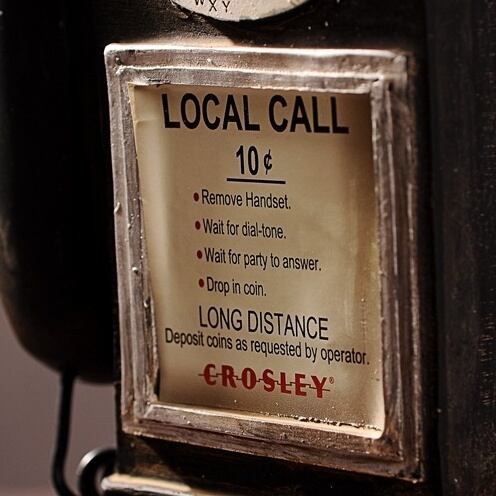 WXY
LOCAL CALL
10¢
• Remove Handset.
• Wait for dial-tone.
• Wait for party to answer.
• Drop in coin.
LONG DISTANCE
Deposit coins as requested by operator.
CROSLEY®